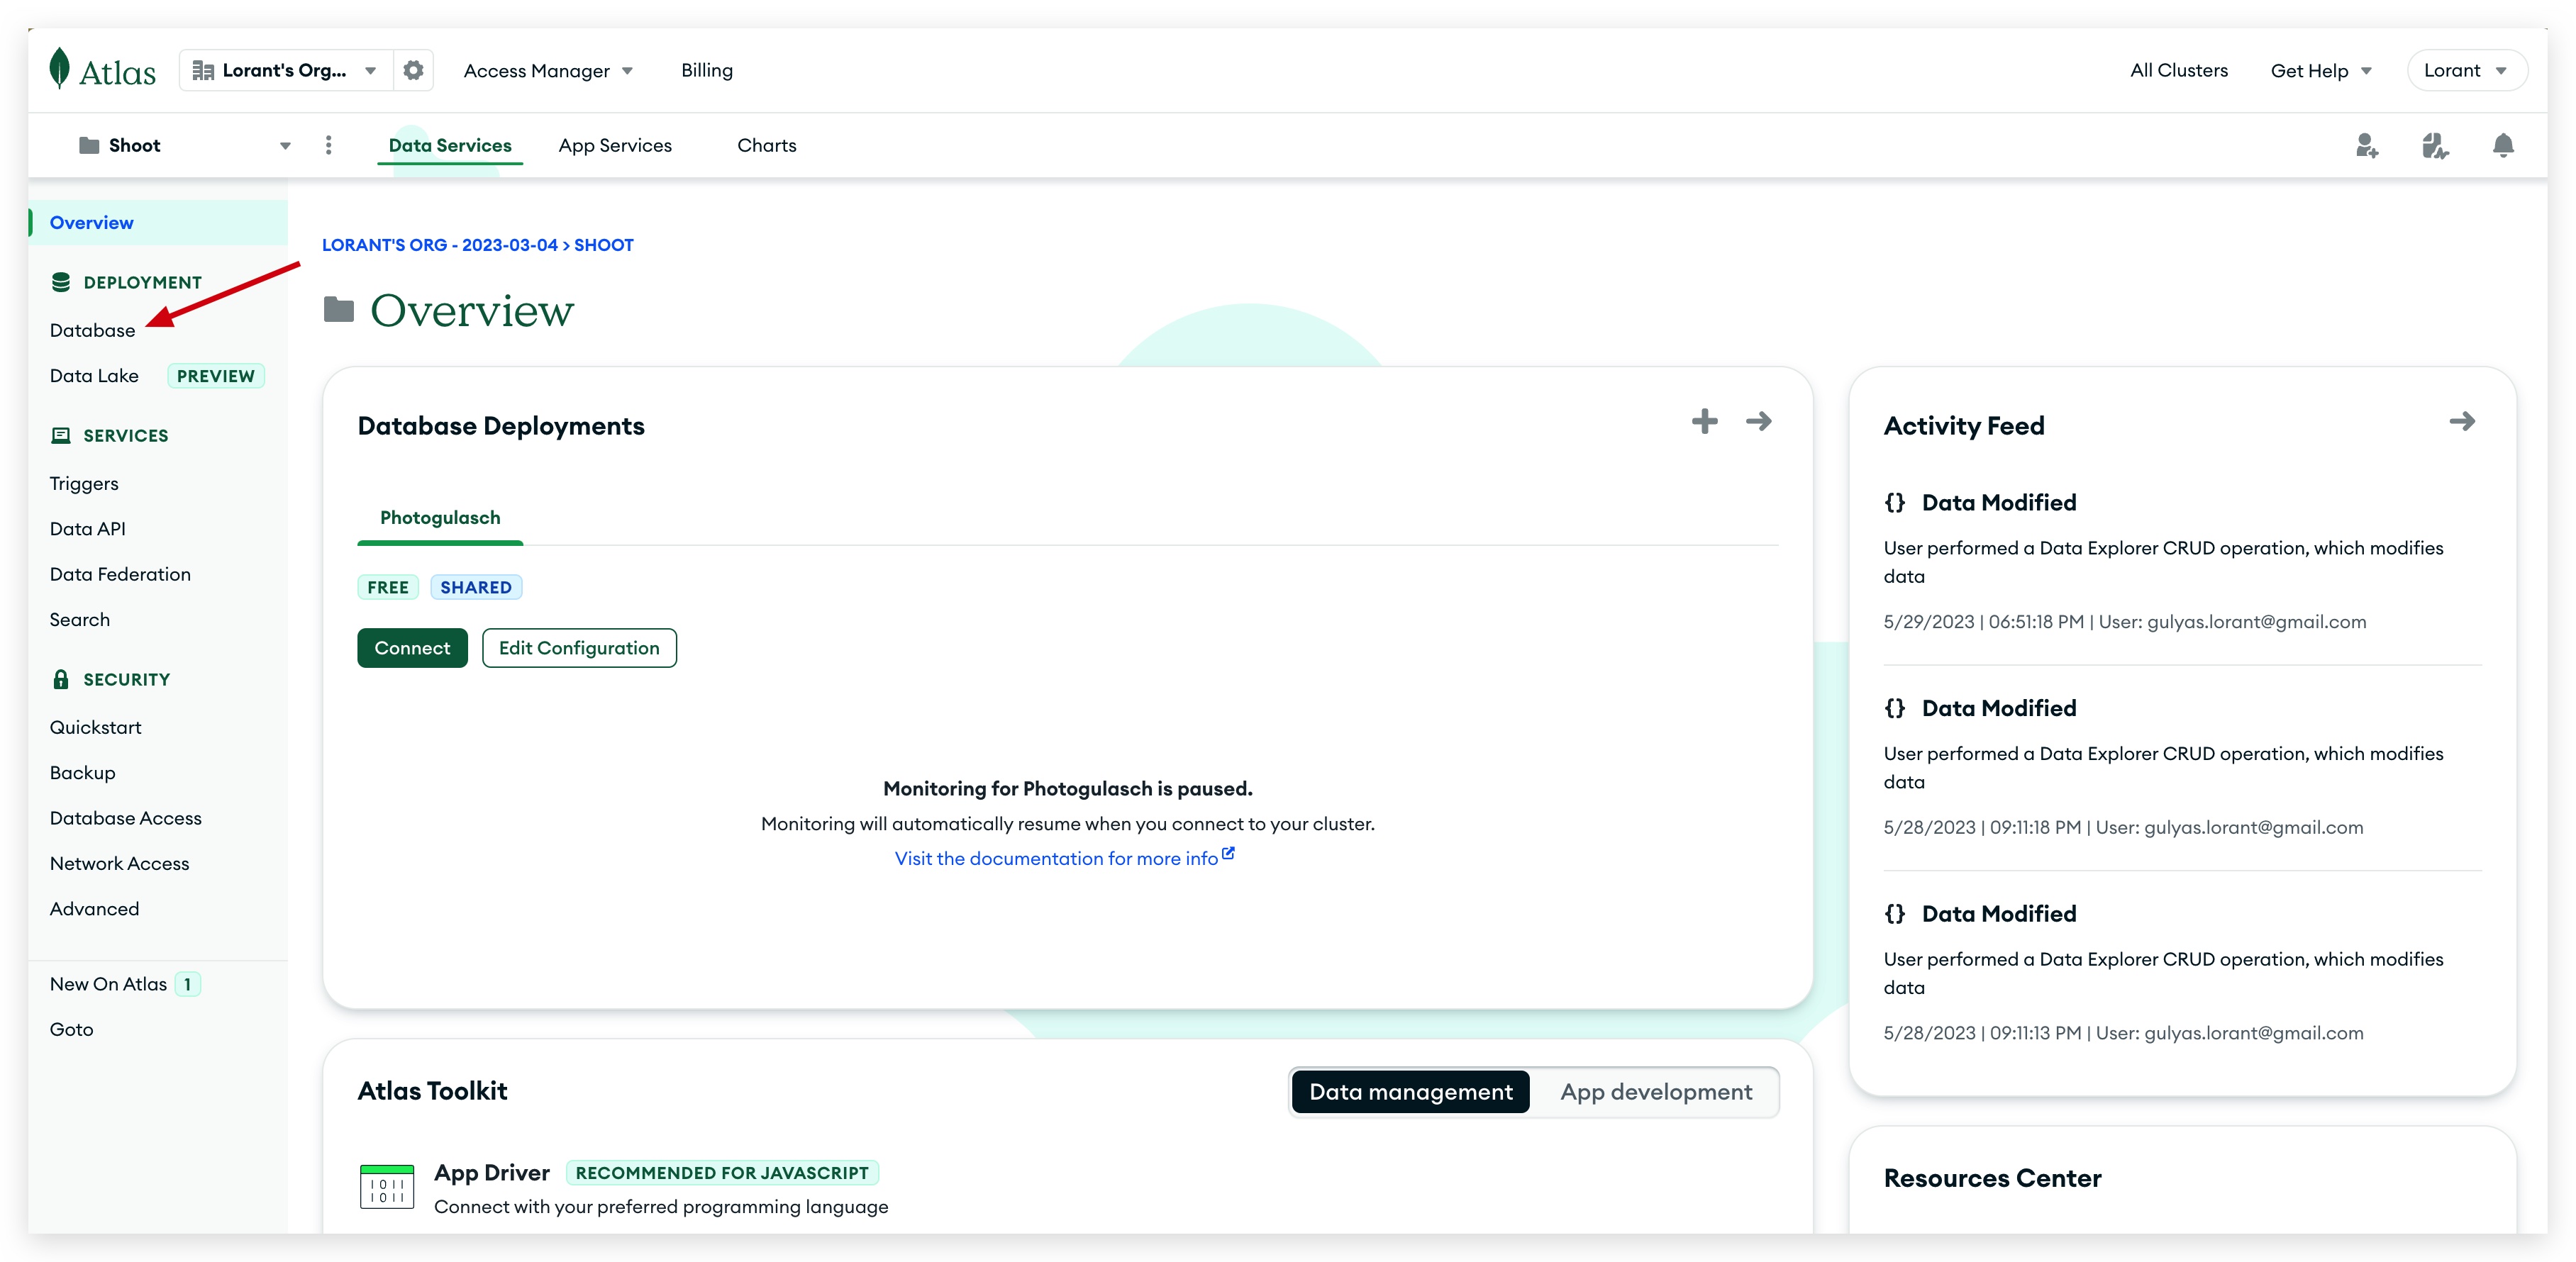 Atlas
Lorant's Org...
Access Manager
Billing
All Clusters
Get Help
Lorant
Shoot
Data Services
App Services
Charts
Overview
DEPLOYMENT
Database
Data Lake PREVIEW
SERVICES
Triggers
Data API
Data Federation
Search
SECURITY
Quickstart
Backup
Database Access
Network Access
Advanced
New On Atlas 1
Goto
LORANT'S ORG - 2023-03-04 > SHOOT
Overview
Database Deployments
Photogulasch
FREE SHARED
Connect Edit Configuration
Monitoring for Photogulasch is paused.
Monitoring will automatically resume when you connect to your cluster.
Visit the documentation for more info
Atlas Toolkit
Data management App development
App Driver RECOMMENDED FOR JAVASCRIPT
Connect with your preferred programming language
1011
1011
Activity Feed
{} Data Modified
User performed a Data Explorer CRUD operation, which modifies
data
5/29/2023 | 06:51:18 PM | User: gulyas.lorant@gmail.com
{} Data Modified
User performed a Data Explorer CRUD operation, which modifies
data
5/28/2023 | 09:11:18 PM | User: gulyas.lorant@gmail.com
{} Data Modified
User performed a Data Explorer CRUD operation, which modifies
data
5/28/2023 | 09:11:13 PM | User: gulyas.lorant@gmail.com
Resources Center